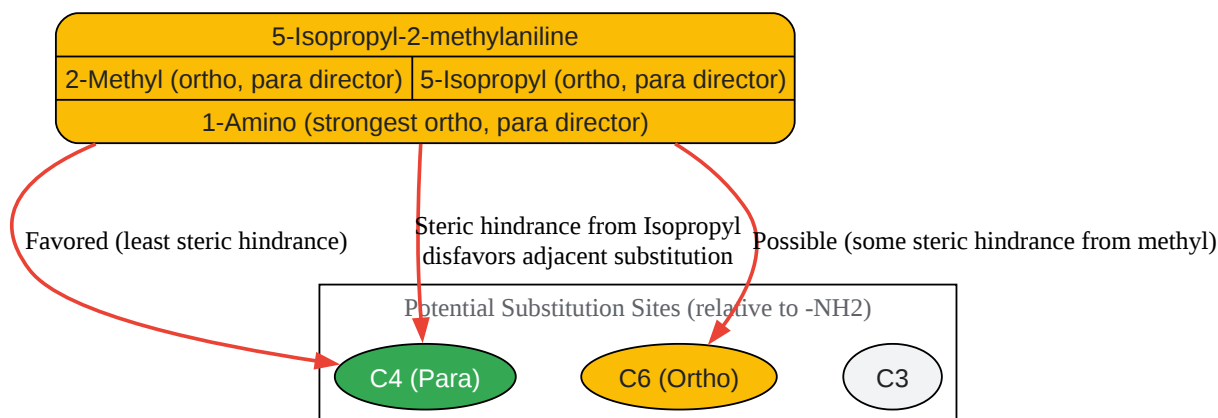 5-Isopropyl-2-methylaniline
2-Methyl (ortho, para director)
5-Isopropyl (ortho, para director)
1-Amino (strongest ortho, para director)
Favored (least steric hindrance)
Steric hindrance from Isopropyl
disfavors adjacent substitution
Possible (some steric hindrance from methyl)
Potential Substitution Sites (relative to -NH2)
C4 (Para)
C6 (Ortho)
C3